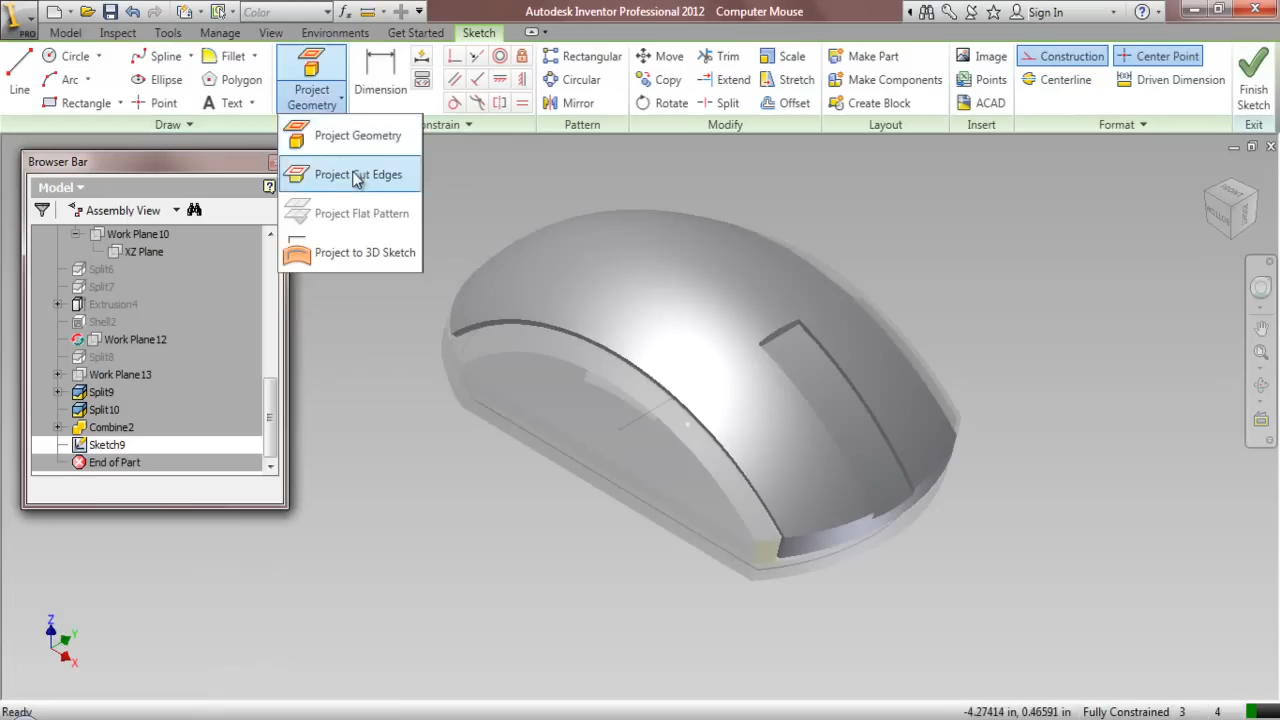 Color
Autodesk Inventor Professional 2012 Computer Mouse
Sign In
PRO
Model Inspect Tools Manage View Environments Get Started Sketch
Line
Circle
Arc
Rectangle
Spline
Ellipse
Point
Fillet
Polygon
Text
Draw
Project
Geometry
Dimension
Constrain
Rectangular
Circular
Mirror
Pattern
Move
Copy
Rotate
Trim
Extend
Split
Scale
Stretch
Offset
Modify
Make Part
Make Components
Create Block
Layout
Image
Points
ACAD
Insert
Construction
Centerline
Center Point
Driven Dimension
Format
Finish
Sketch
Exit
Project Geometry
Project Cut Edges
Project Flat Pattern
Project to 3D Sketch
Browser Bar
Model
Assembly View
Work Plane10
XZ Plane
Split6
Split7
Extrusion4
Shell2
Work Plane12
Split8
Work Plane13
Split9
Split10
Combine2
Sketch9
End of Part
FRONT
BOTTOM
Z
Y
X
Ready
-4.27414 in, 0.46591 in Fully Constrained 3 4